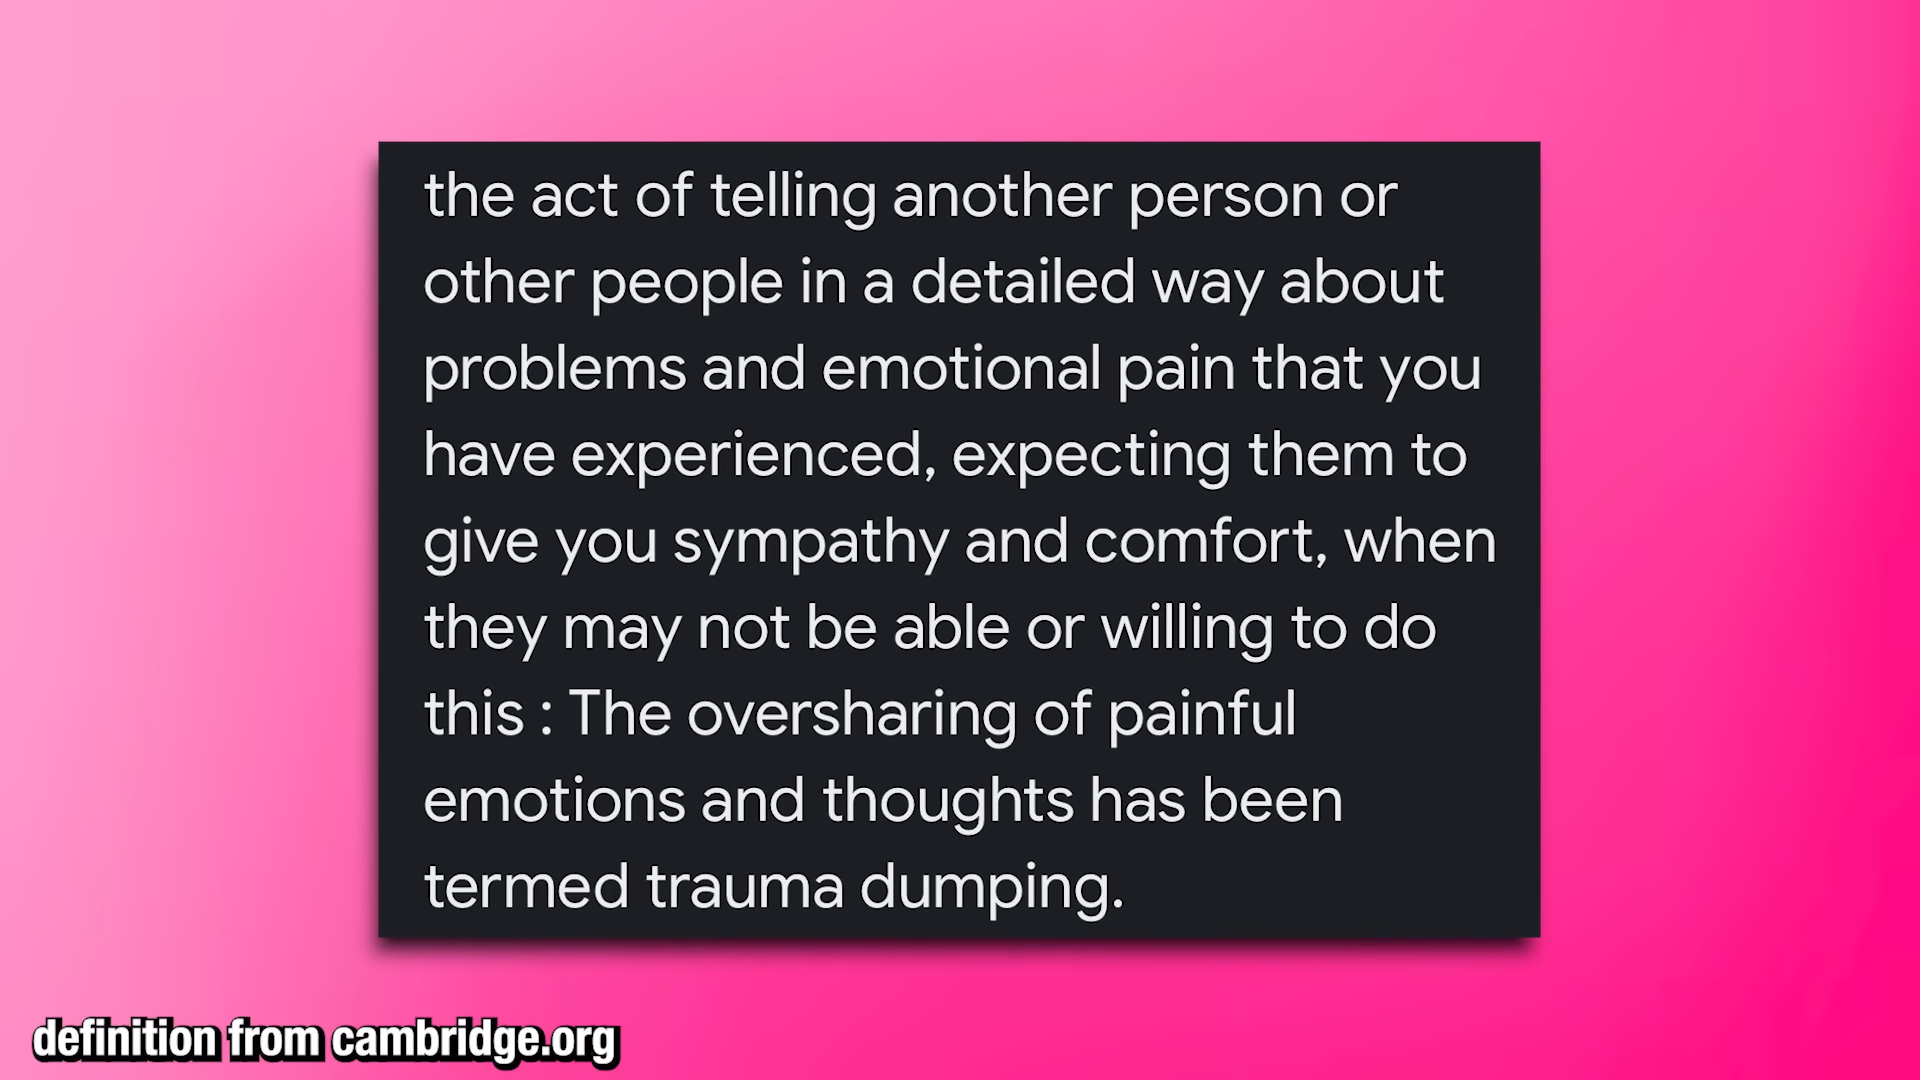 the act of telling another person or
other people in a detailed way about
problems and emotional pain that you
have experienced, expecting them to
give you sympathy and comfort, when
they may not be able or willing to do
this : The oversharing of painful
emotions and thoughts has been
termed trauma dumping.
definition from cambridge.org